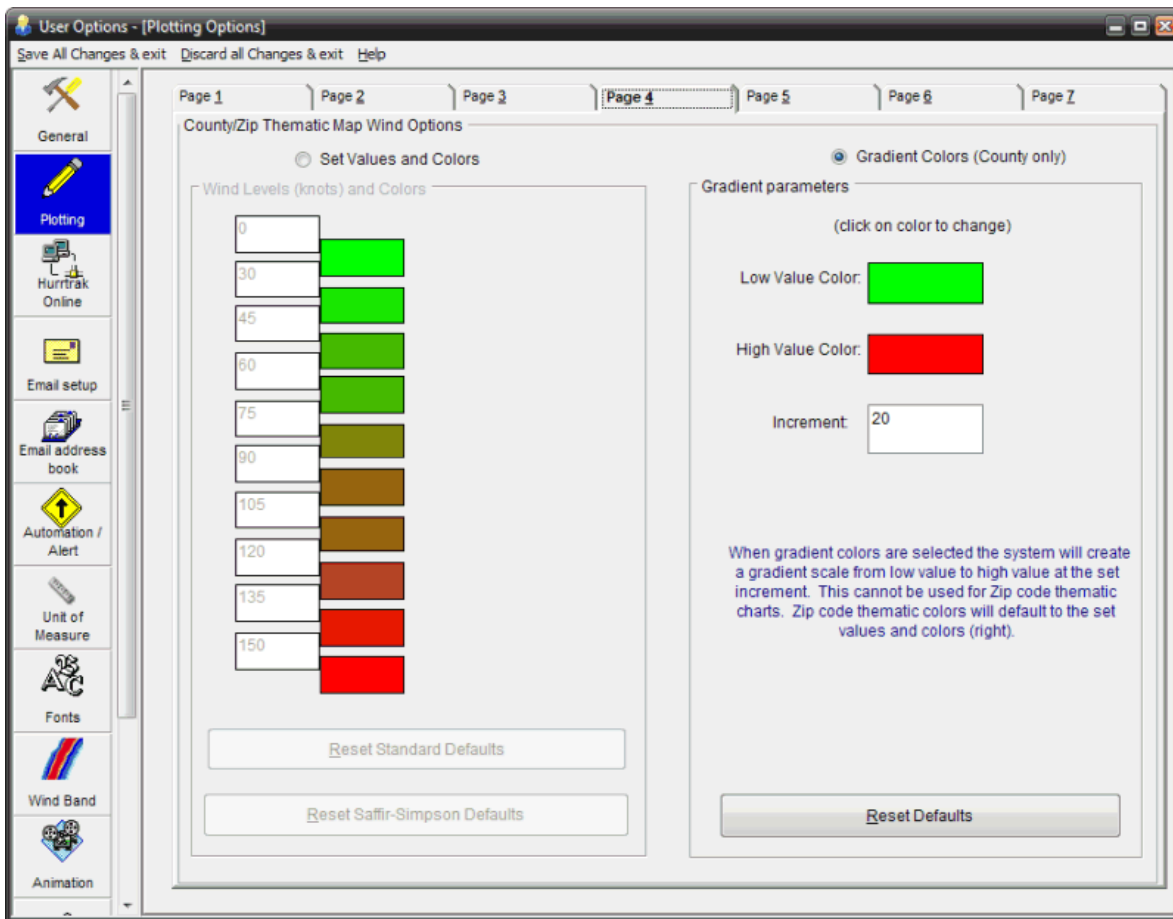 User Options - [Plotting Options]
Save All Changes & exit Discard all Changes & exit Help
General
Plotting
Hurrtrak
Online
Email setup
Email address
book
Automation /
Alert
Unit of
Measure
Fonts
Wind Band
Animation
Page 1 Page 2 Page 3 Page 4 Page 5 Page 6 Page 7
County/Zip Thematic Map Wind Options
Set Values and Colors
Wind Levels (knots) and Colors
0
30
45
60
75
90
105
120
135
150
Reset Standard Defaults
Reset Saffir-Simpson Defaults
Gradient Colors (County only)
Gradient parameters
(click on color to change)
Low Value Color:
High Value Color:
Increment: 20
When gradient colors are selected the system will create
a gradient scale from low value to high value at the set
increment. This cannot be used for Zip code thematic
charts. Zip code thematic colors will default to the set
values and colors (right).
Reset Defaults